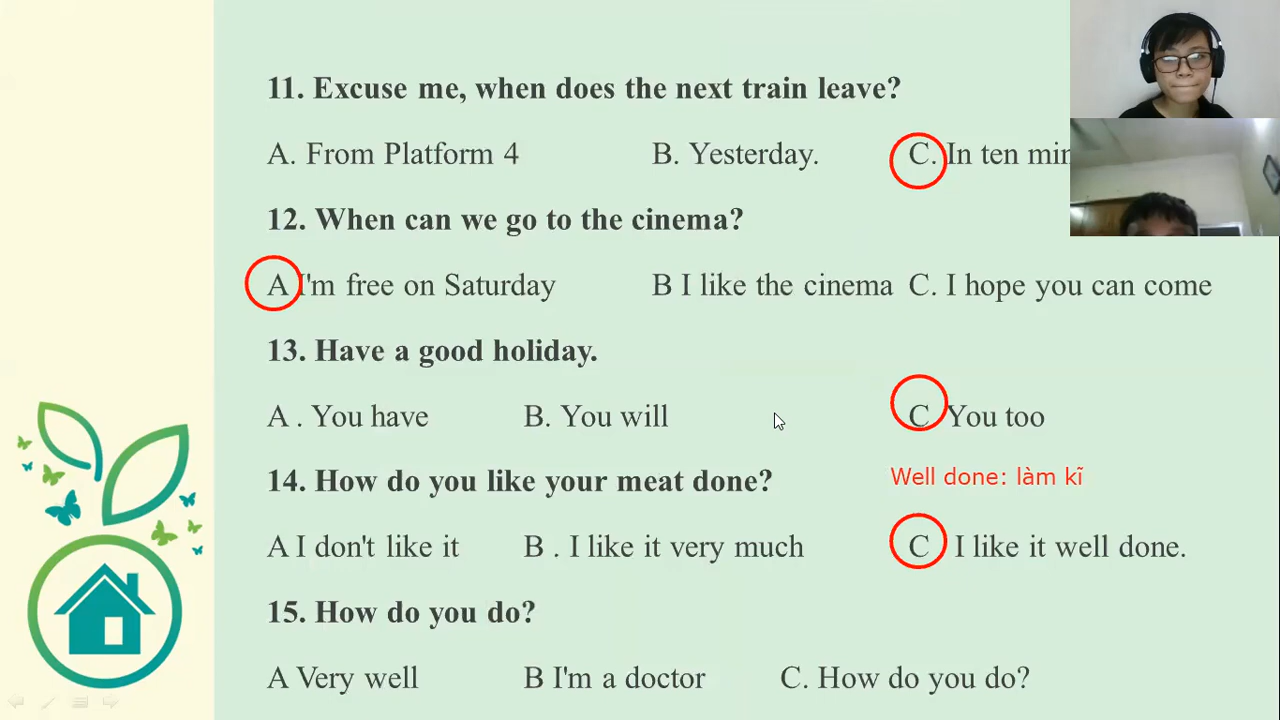 11. Excuse me, when does the next train leave?
A. From Platform 4 B. Yesterday. C. In ten
12. When can we go to the cinema?
A I'm free on Saturday B I like the cinema C. I hope you can come
13. Have a good holiday.
A . You have B. You will C You too
14. How do you like your meat done? Well done: làm kĩ
A I don't like it B . I like it very much C I like it well done.
15. How do you do?
A Very well B I'm a doctor C. How do you do?